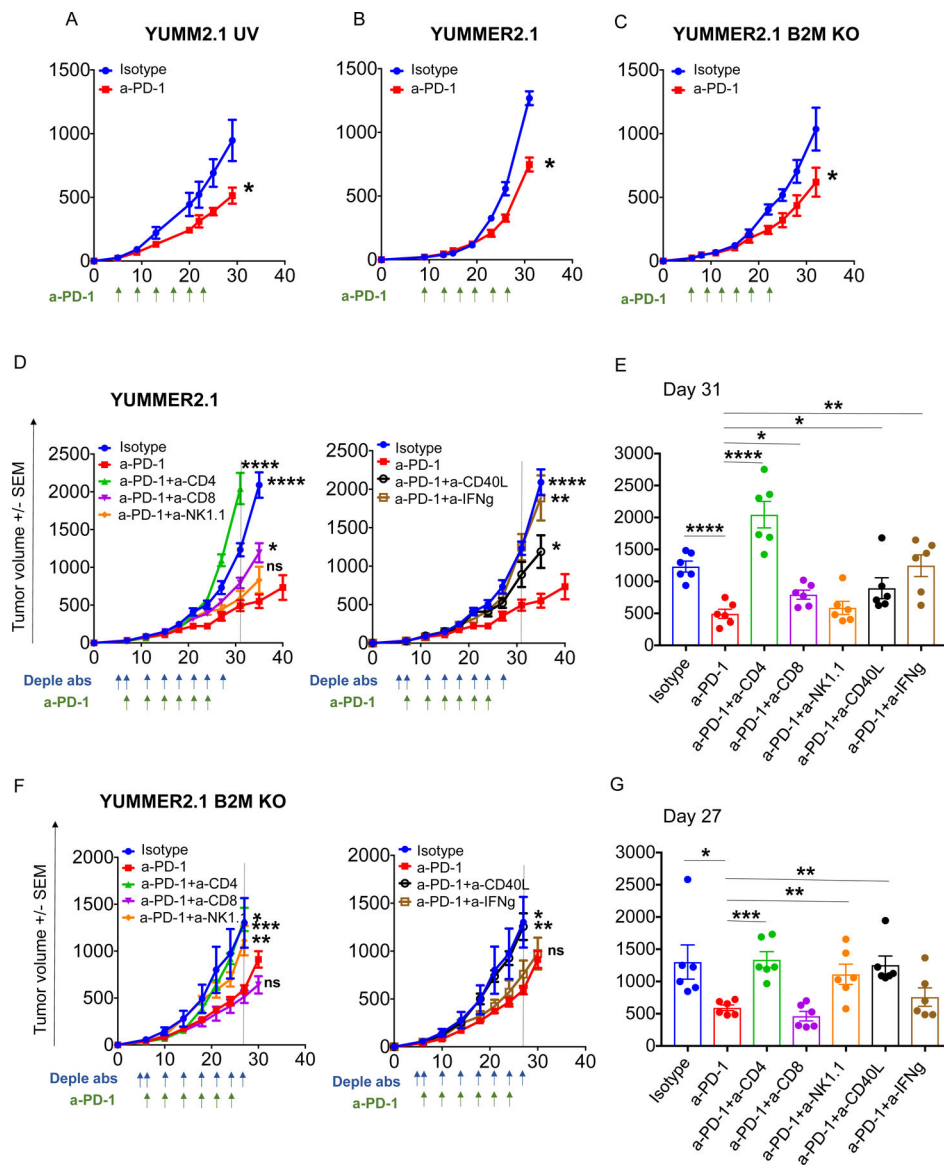 A
YUMM2.1 UV
1500
Isotype
a-PD-1
1000
500
*
0
0 10 20 30 40
a-PD-1
B
YUMMER2.1
1500
Isotype
a-PD-1
1000
*
500
0
0 10 20 30 40
a-PD-1
C
YUMMER2.1 B2M KO
1500
Isotype
a-PD-1
1000
*
500
0
0 10 20 30 40
a-PD-1
D
YUMMER2.1
Tumor volume +/- SEM
2500
2000
1500
1000
500
0
Isotype
a-PD-1
a-PD-1+a-CD4
a-PD-1+a-CD8
a-PD-1+a-NK1.1
****
****
*
ns
0 10 20 30 40
Deple abs
a-PD-1
2500
2000
1500
1000
500
0
Isotype
a-PD-1
a-PD-1+a-CD40L
a-PD-1+a-IFNg
****
**
*
0 10 20 30 40
Deple abs
a-PD-1
E
Day 31
**
*
*
****
****
3000
2500
2000
1500
1000
500
0
Isotype
a-PD-1
a-PD-1+a-CD4
a-PD-1+a-CD8
a-PD-1+a-NK1.1
a-PD-1+a-CD40L
a-PD-1+a-IFNg
F
YUMMER2.1 B2M KO
Tumor volume +/- SEM
2000
1500
1000
500
0
Isotype
a-PD-1
a-PD-1+a-CD4
a-PD-1+a-CD8
a-PD-1+a-NK1.
*
***
**
ns
0 10 20 30 40
Deple abs
a-PD-1
2000
1500
1000
500
0
Isotype
a-PD-1
a-PD-1+a-CD40L
a-PD-1+a-IFNg
*
**
ns
0 10 20 30 40
Deple abs
a-PD-1
G
Day 27
*
**
**
***
3000
2500
2000
1500
1000
500
0
Isotype
a-PD-1
a-PD-1+a-CD4
a-PD-1+a-CD8
a-PD-1+a-NK1.1
a-PD-1+a-CD40L
a-PD-1+a-IFNg